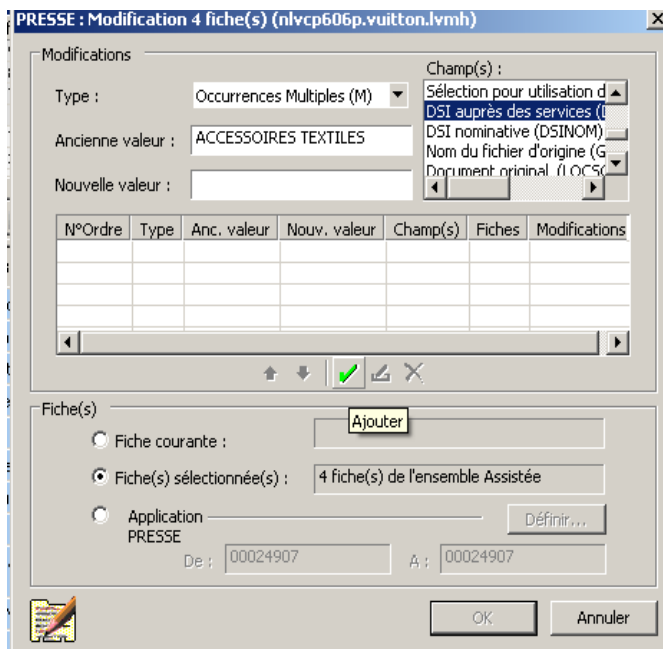 PRESSE : Modification 4 fiche(s) (nlvcp606p.vuitton.lvmh)
Modifications
Champ(s) :
Type :
Occurrences Multiples (M)
Sélection pour utilisation d
DSI auprès des services (D
DSI nominative (DSINOM)
Nom du fichier d'origine (G
Document original (LOCSO
Ancienne valeur :
ACCESSOIRES TEXTILES
Nouvelle valeur :
N°Ordre Type Anc. valeur Nouv. valeur Champ(s) Fiches Modifications
Ajouter
Fiche(s)
Fiche courante :
Fiche(s) sélectionnée(s) :
4 fiche(s) de l'ensemble Assistée
Application
PRESSE
Définir...
De : 00024907
A : 00024907
OK
Annuler